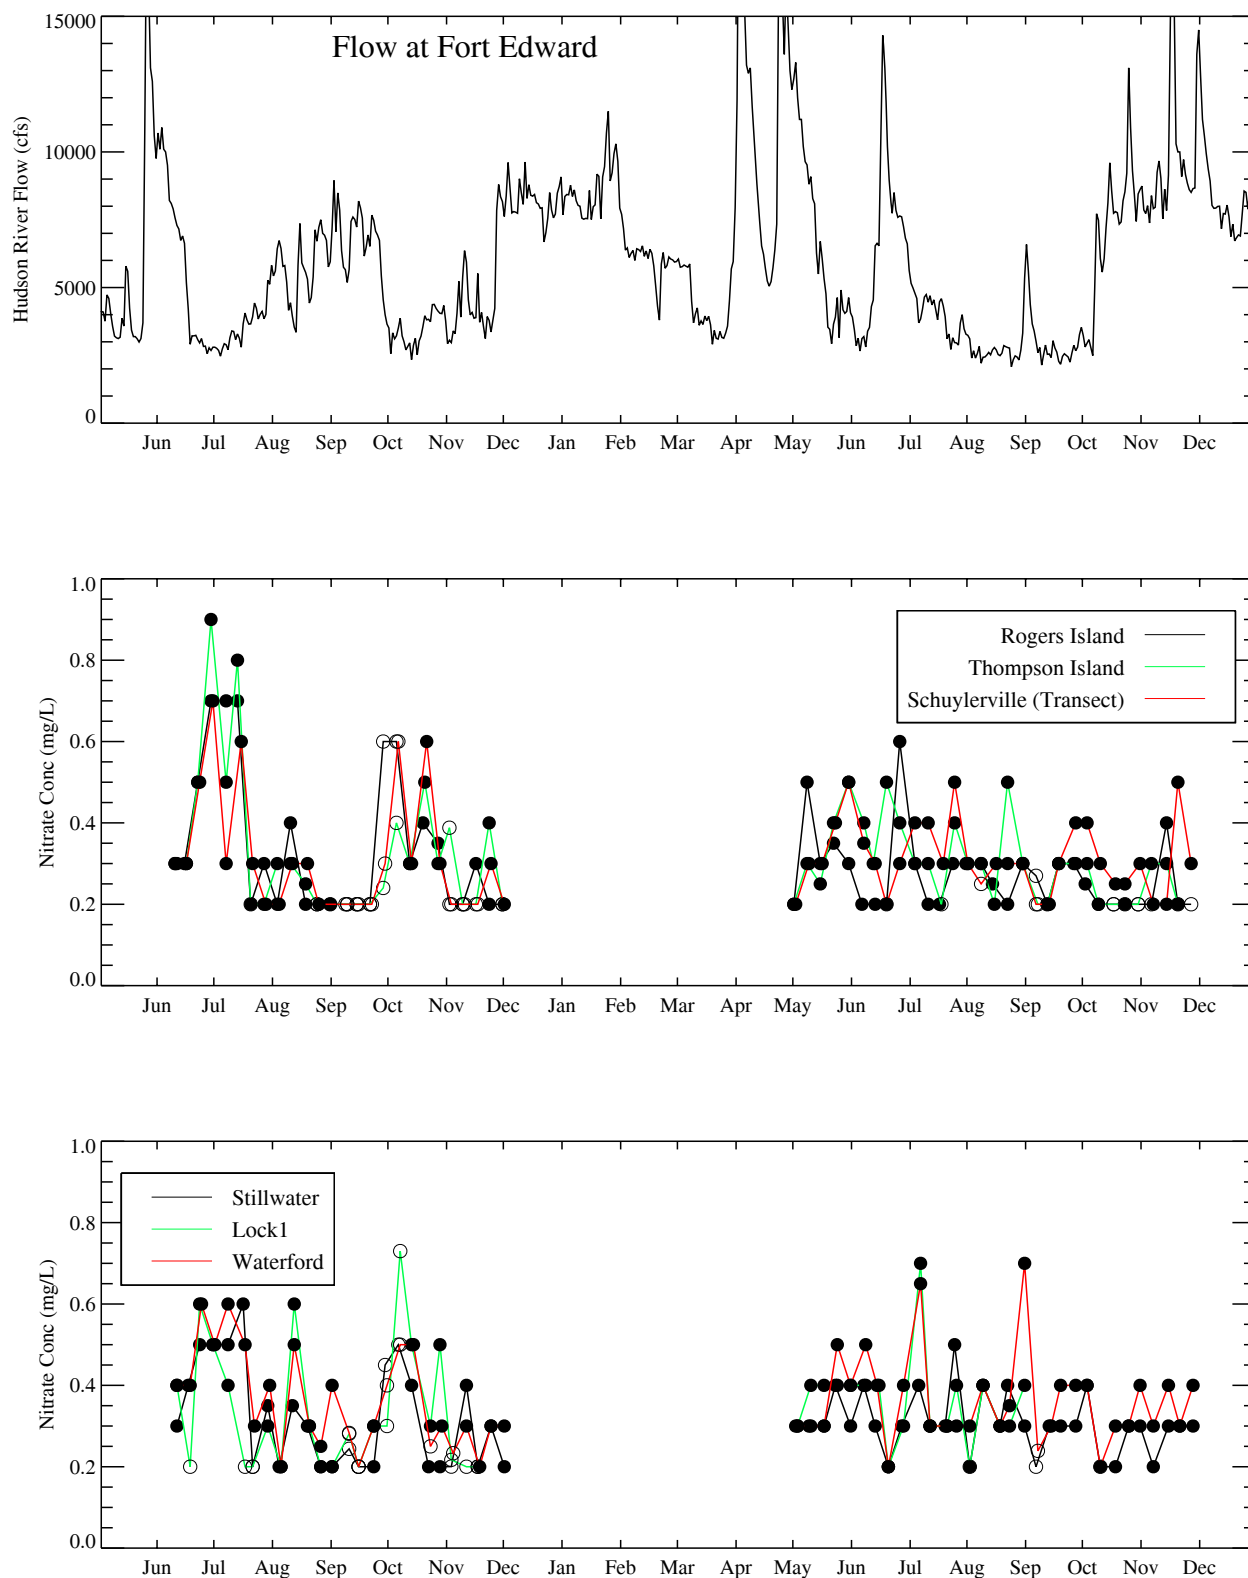 Flow at Fort Edward
Hudson River Flow (cfs)
15000
10000
5000
0
Jun Jul Aug Sep Oct Nov Dec Jan Feb Mar Apr May Jun Jul Aug Sep Oct Nov Dec
Nitrate Conc (mg/L)
1.0
0.8
0.6
0.4
0.2
0.0
Rogers Island
Thompson Island
Schuylerville (Transect)
Jun Jul Aug Sep Oct Nov Dec Jan Feb Mar Apr May Jun Jul Aug Sep Oct Nov Dec
Nitrate Conc (mg/L)
1.0
0.8
0.6
0.4
0.2
0.0
Stillwater
Lock1
Waterford
Jun Jul Aug Sep Oct Nov Dec Jan Feb Mar Apr May Jun Jul Aug Sep Oct Nov Dec